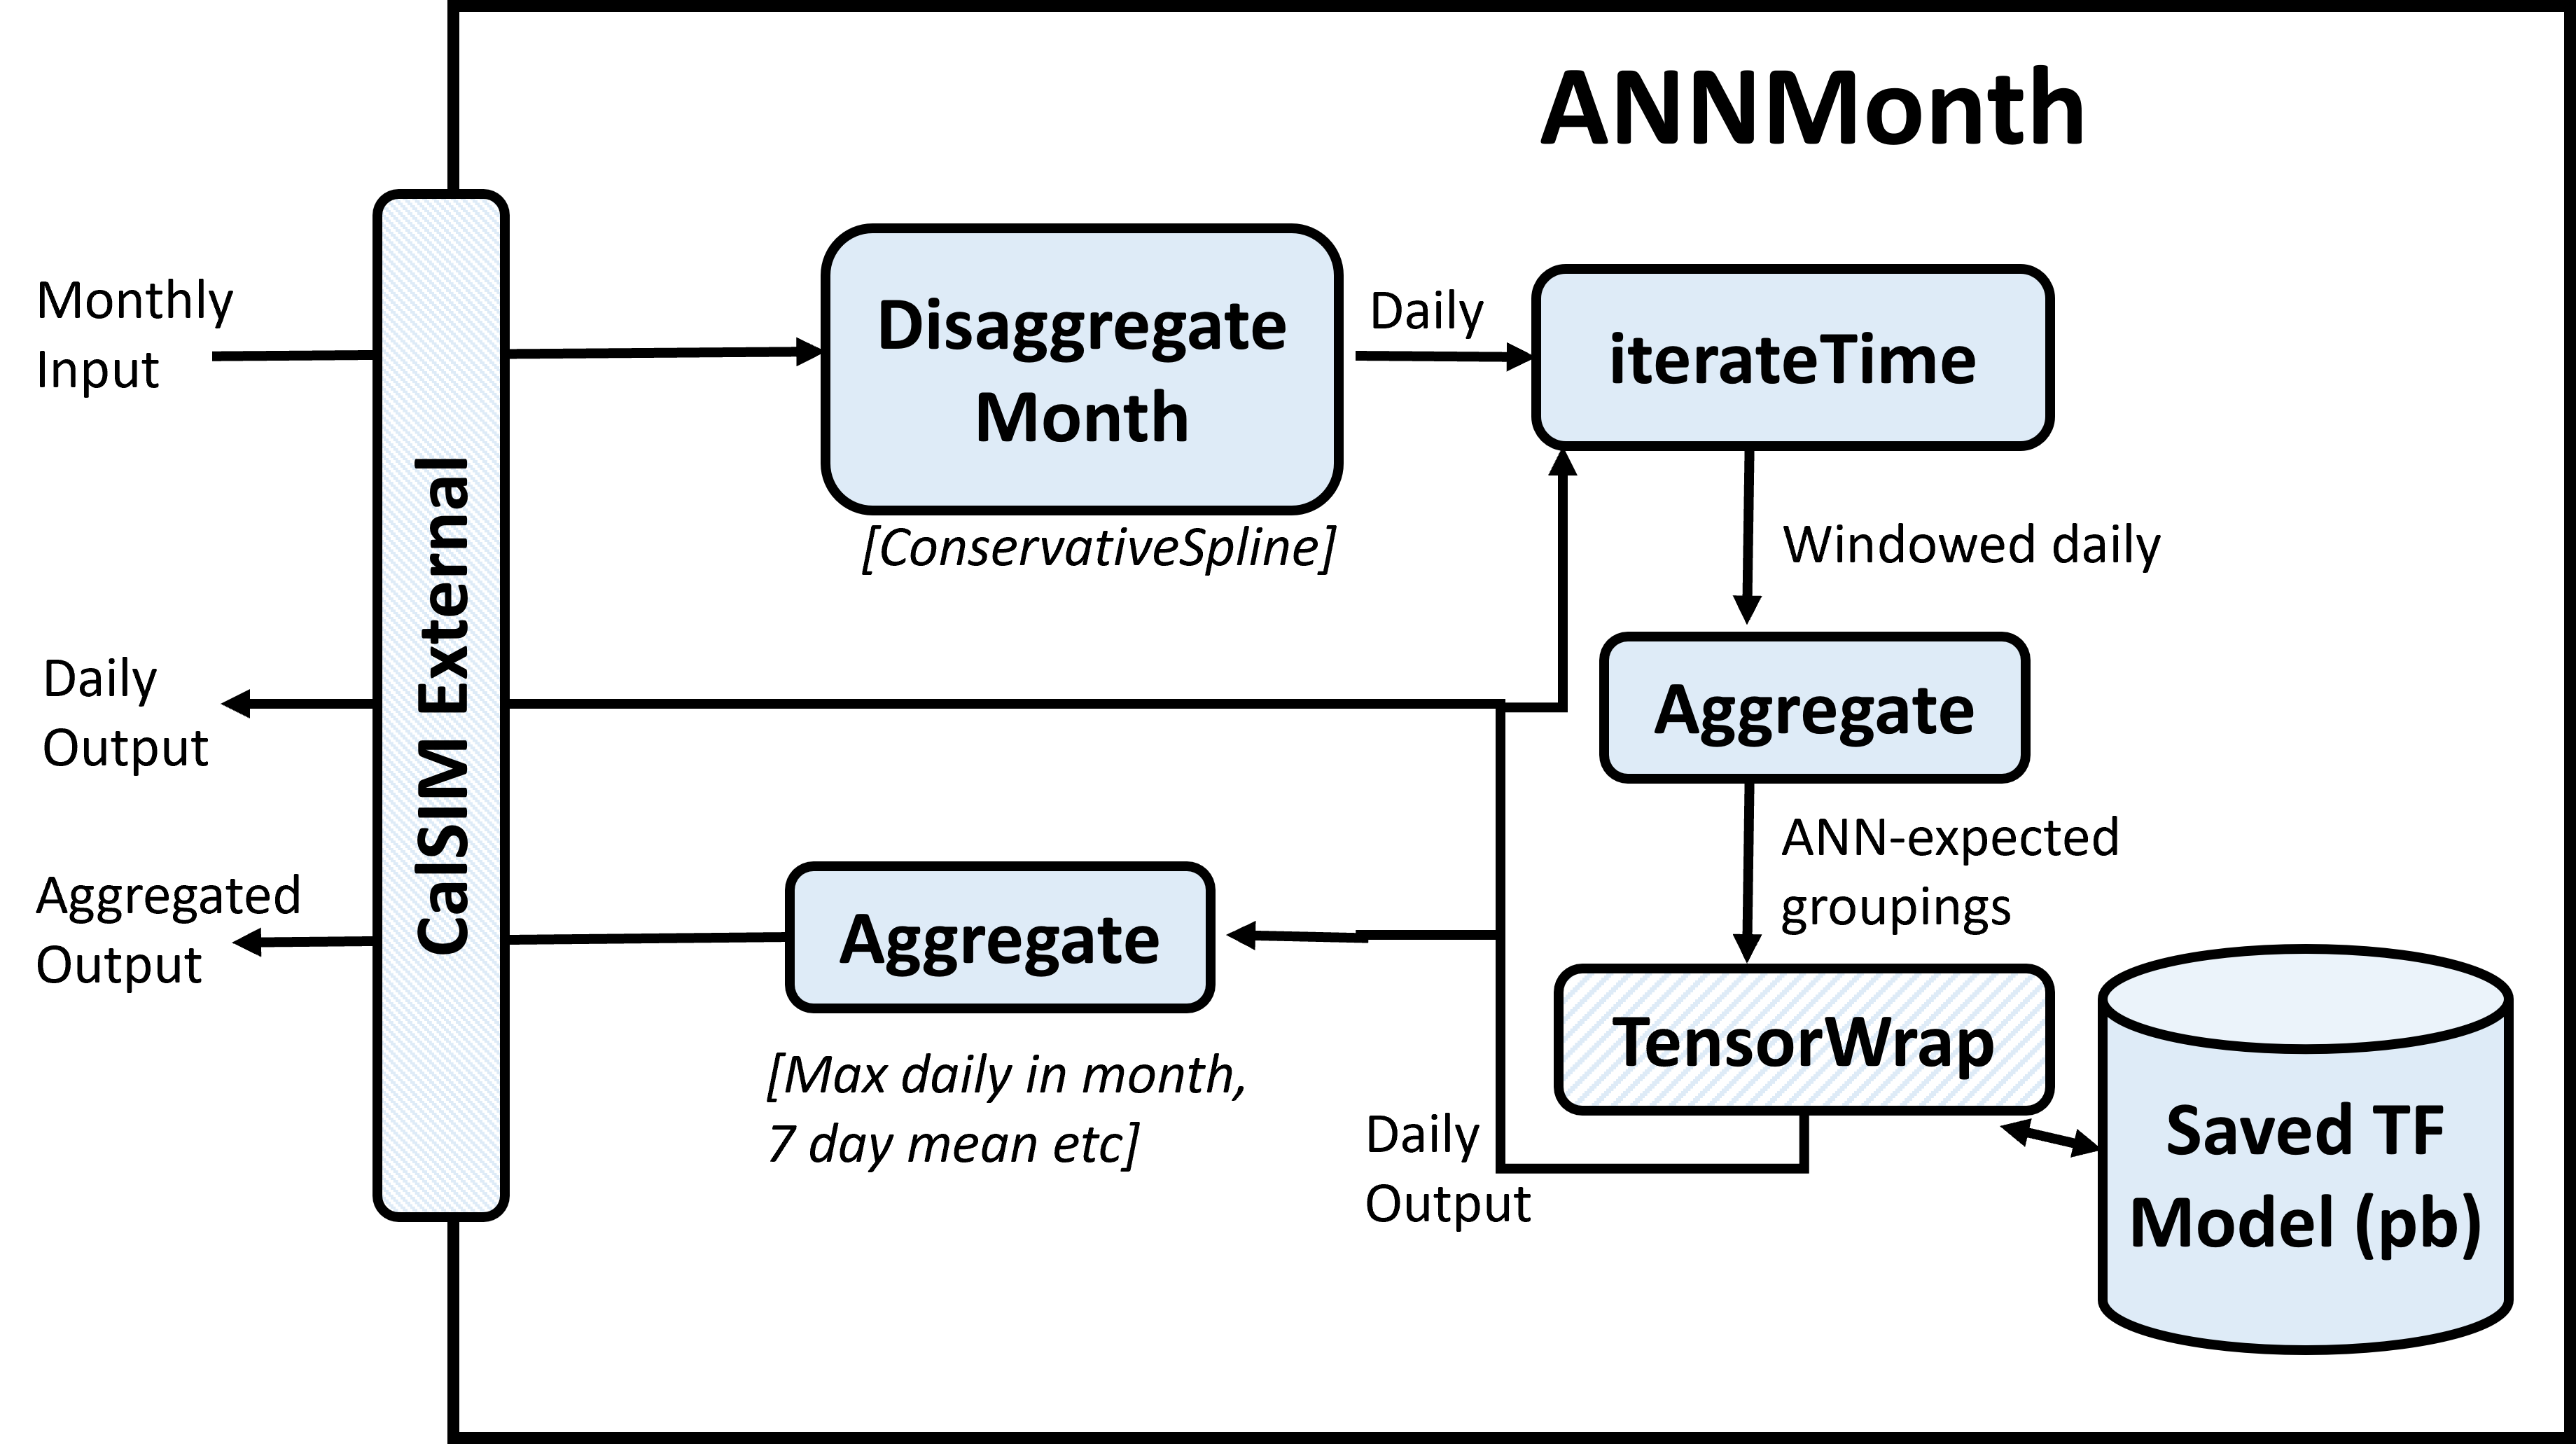 ANNMonth
Monthly
Input
CalSIM External
Disaggregate
Month
[ConservativeSpline]
Daily
iterateTime
Windowed daily
Aggregate
ANN-expected
groupings
TensorWrap
Saved TF
Model (pb)
Daily
Output
Daily
Output
Aggregate
[Max daily in month,
7 day mean etc]
Aggregated
Output